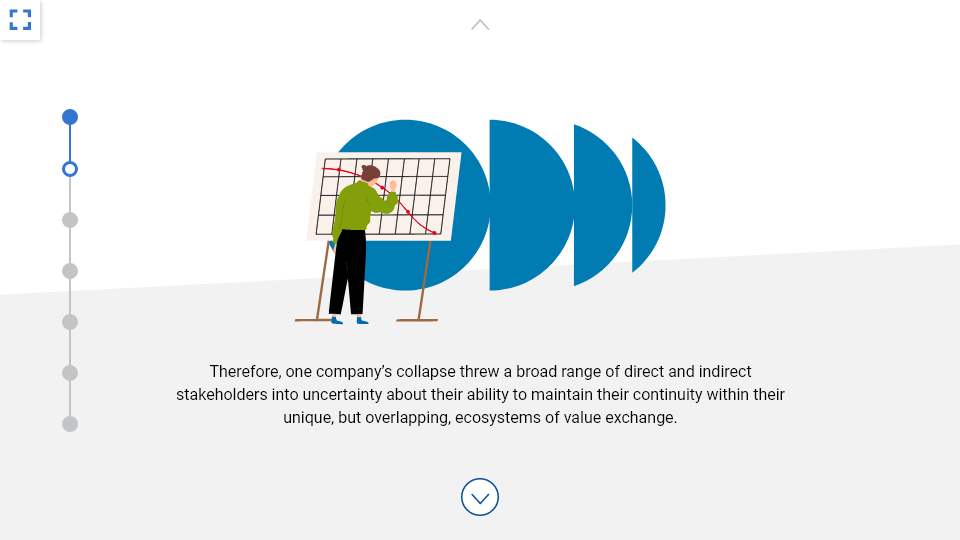 Therefore, one company’s collapse threw a broad range of direct and indirect
stakeholders into uncertainty about their ability to maintain their continuity within their
unique, but overlapping, ecosystems of value exchange.